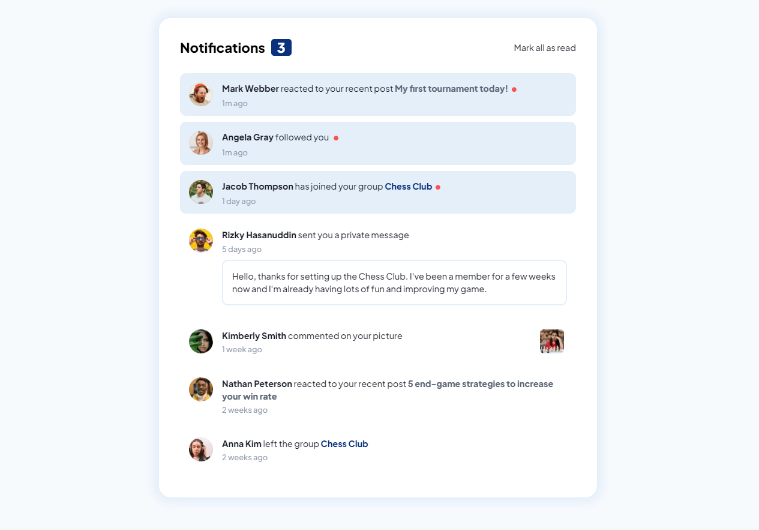 Notifications 3
Mark all as read
Mark Webber reacted to your recent post My first tournament today!
1m ago
Angela Gray followed you
1m ago
Jacob Thompson has joined your group Chess Club
1 day ago
Rizky Hasanuddin sent you a private message
5 days ago
Hello, thanks for setting up the Chess Club. I've been a member for a few weeks
now and I'm already having lots of fun and improving my game.
Kimberly Smith commented on your picture
1 week ago
Nathan Peterson reacted to your recent post 5 end-game strategies to increase
your win rate
2 weeks ago
Anna Kim left the group Chess Club
2 weeks ago